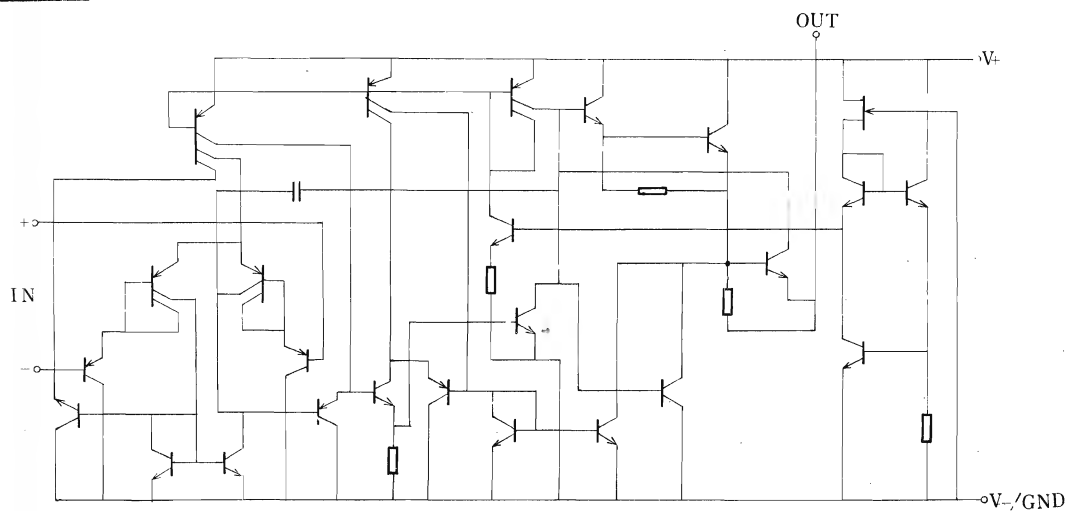 OUT
V+
+
IN
-
V-/GND